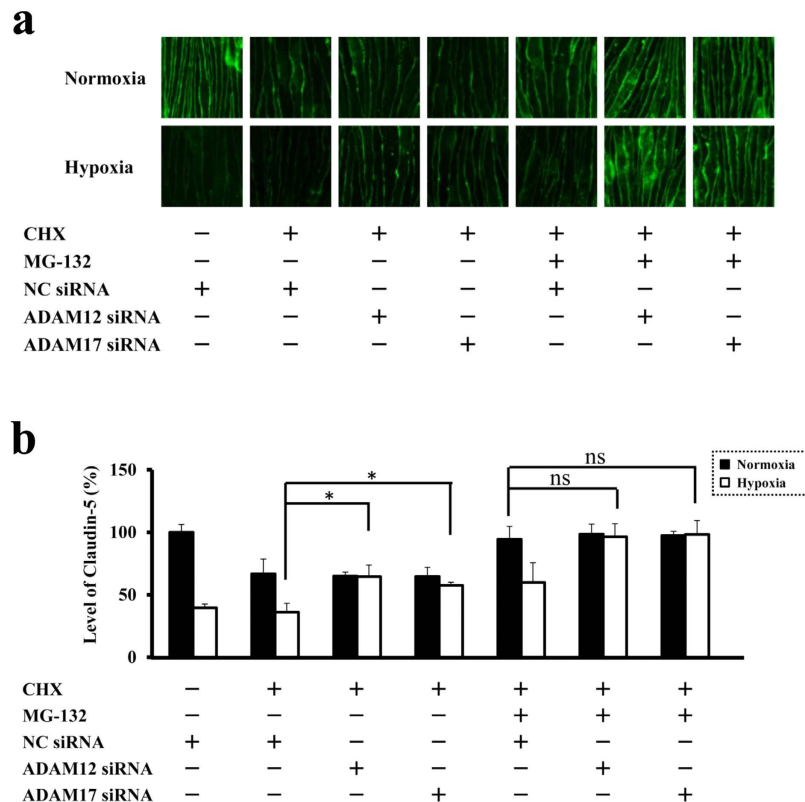 a
Normoxia
Hypoxia
CHX − + + + + + +
MG-132 − − − − + + +
NC siRNA + + − − + − −
ADAM12 siRNA − − + − − + −
ADAM17 siRNA − − − + − − +
b
Level of Claudin-5 (%)
150
100
50
0
*
*
ns
ns
Normoxia
Hypoxia
CHX − + + + + + +
MG-132 − − − − + + +
NC siRNA + + − − + − −
ADAM12 siRNA − − + − − + −
ADAM17 siRNA − − − + − − +